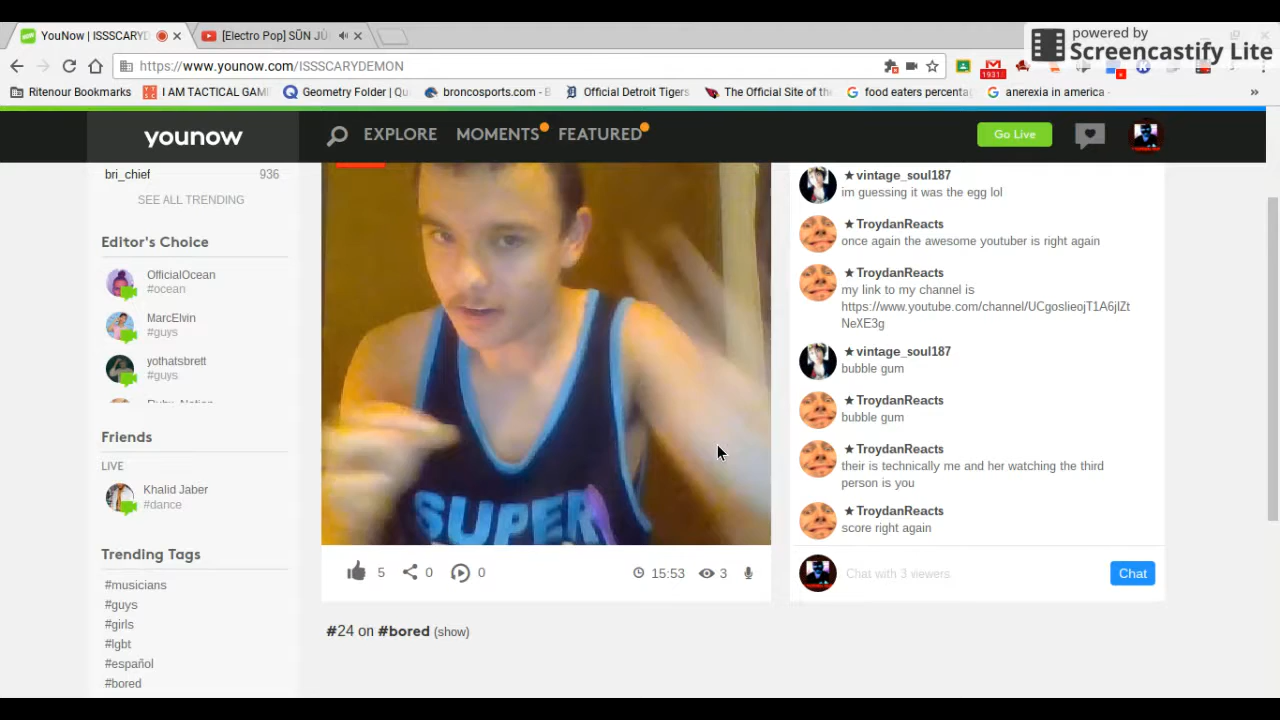 powered by
Screencastify Lite
YouNow | ISSSCARYD
[Electro Pop] SŪN JÙ
https://www.younow.com/ISSSCARYDEMON
1931
Ritenour Bookmarks
I AM TACTICAL GAMI
Geometry Folder | Qu
broncosports.com - B
Official Detroit Tigers
The Official Site of th
food eaters percenta
anerexia in america -
»
younow
EXPLORE
MOMENTS
FEATURED
Go Live
bri_chief 936
SEE ALL TRENDING
Editor's Choice
OfficialOcean
#ocean
MarcElvin
#guys
yothatsbrett
#guys
Friends
LIVE
Khalid Jaber
#dance
Trending Tags
#musicians
#guys
#girls
#lgbt
#español
#bored
SUPER
5
0
0
15:53
3
#24 on #bored (show)
vintage_soul187
im guessing it was the egg lol
TroydanReacts
once again the awesome youtuber is right again
TroydanReacts
my link to my channel is
https://www.youtube.com/channel/UCgoslieojT1A6jlZt
NeXE3g
vintage_soul187
bubble gum
TroydanReacts
bubble gum
TroydanReacts
their is technically me and her watching the third
person is you
TroydanReacts
score right again
Chat with 3 viewers
Chat